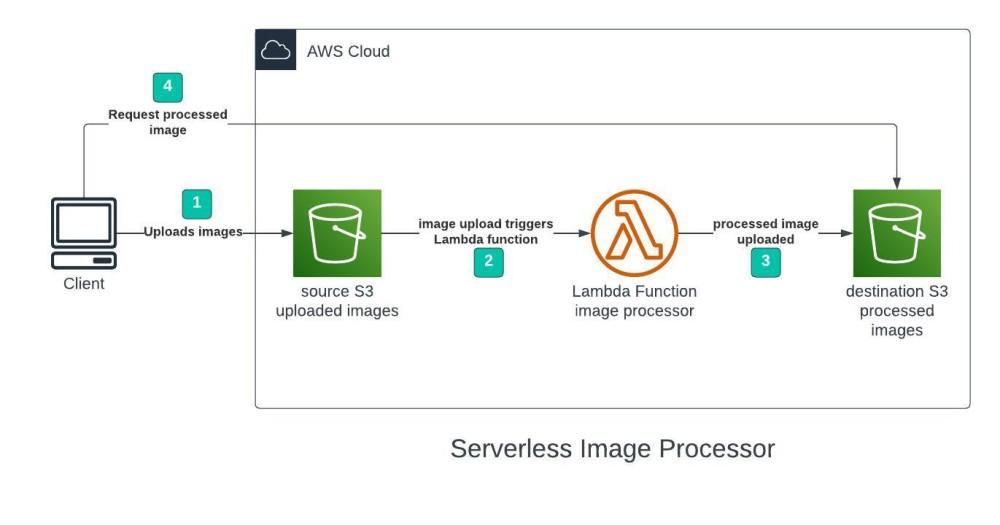 AWS Cloud
4
Request processed
image
1
Uploads images
image upload triggers
Lambda function
2
processed image
uploaded
3
Client
source S3
uploaded images
Lambda Function
image processor
destination S3
processed
images
Serverless Image Processor